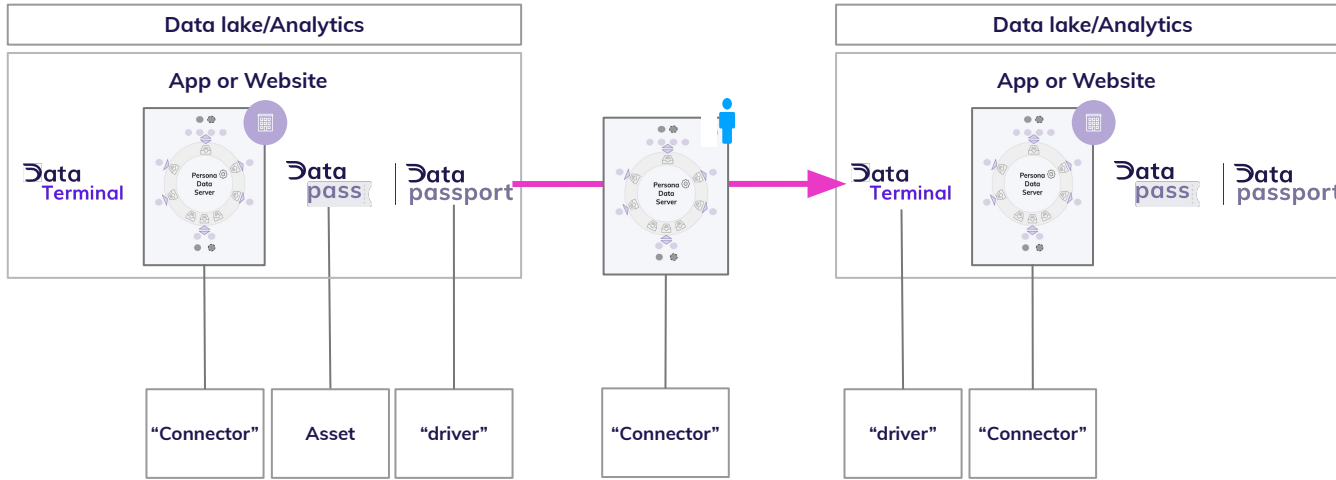 Data lake/Analytics
App or Website
Data
Terminal
Persona
Data
Server
Data
pass
Data
passport
"Connector"
Asset
"driver"
Persona
Data
Server
"Connector"
Data lake/Analytics
App or Website
Data
Terminal
Persona
Data
Server
Data
pass
Data
passport
"driver"
"Connector"